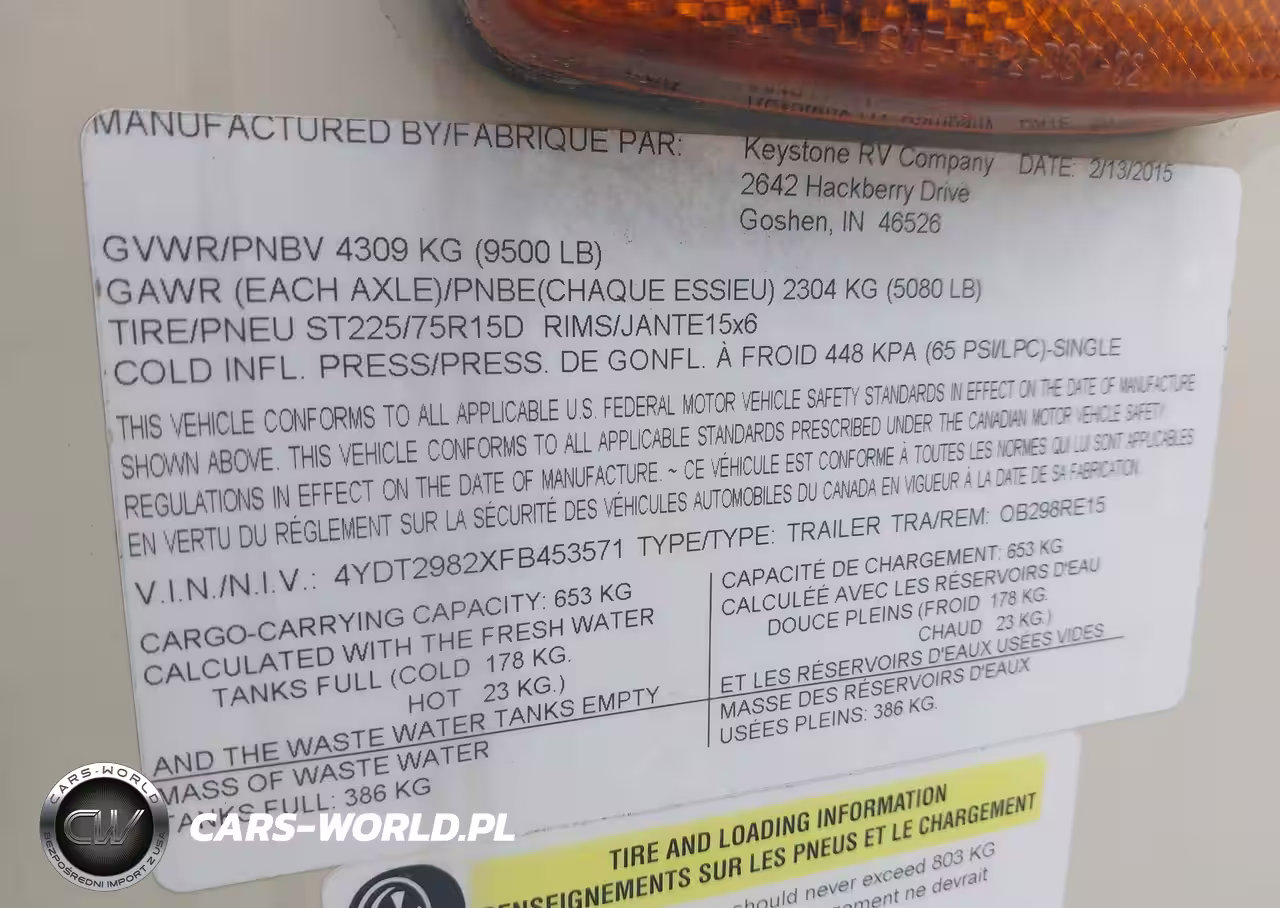 MANUFACTURED BY/FABRIQUE PAR: Keystone RV Company DATE: 2/13/2015
2642 Hackberry Drive
Goshen, IN 46526
GVWR/PNBV 4309 KG (9500 LB)
GAWR (EACH AXLE)/PNBE(CHAQUE ESSIEU) 2304 KG (5080 LB)
TIRE/PNEU ST225/75R15D RIMS/JANTE15x6
COLD INFL. PRESS/PRESS. DE GONFL. À FROID 448 KPA (65 PSI/LPC)-SINGLE
THIS VEHICLE CONFORMS TO ALL APPLICABLE U.S. FEDERAL MOTOR VEHICLE SAFETY STANDARDS IN EFFECT ON THE DATE OF MANUFACTURE
SHOWN ABOVE. THIS VEHICLE CONFORMS TO ALL APPLICABLE STANDARDS PRESCRIBED UNDER THE CANADIAN MOTOR VEHICLE SAFETY
REGULATIONS IN EFFECT ON THE DATE OF MANUFACTURE. ~ CE VÉHICULE EST CONFORME À TOUTES LES NORMES QUI LUI SONT APPLICABLES
EN VERTU DU RÉGLEMENT SUR LA SÉCURITÉ DES VÉHICULES AUTOMOBILES DU CANADA EN VIGUEUR À LA DATE DE SA FABRICATION.
V.I.N./N.I.V.: 4YDT2982XFB453571 TYPE/TYPE: TRAILER TRA/REM: OB298RE15
CARGO-CARRYING CAPACITY: 653 KG
CALCULATED WITH THE FRESH WATER
TANKS FULL (COLD 178 KG.
HOT 23 KG.)
AND THE WASTE WATER TANKS EMPTY
MASS OF WASTE WATER
TANKS FULL: 386 KG
CAPACITÉ DE CHARGEMENT: 653 KG
CALCULÉE AVEC LES RÉSERVOIRS D'EAU
DOUCE PLEINS (FROID 178 KG.
CHAUD 23 KG.)
ET LES RÉSERVOIRS D'EAUX USÉES VIDES
MASSE DES RÉSERVOIRS D'EAUX
USÉES PLEINS: 386 KG.
TIRE AND LOADING INFORMATION
ENSEIGNEMENTS SUR LES PNEUS ET LE CHARGEMENT
should never exceed 803 KG
ement ne devrait
CARS-WORLD
CW
BEZPOŚREDNI IMPORT Z USA
CARS-WORLD.PL